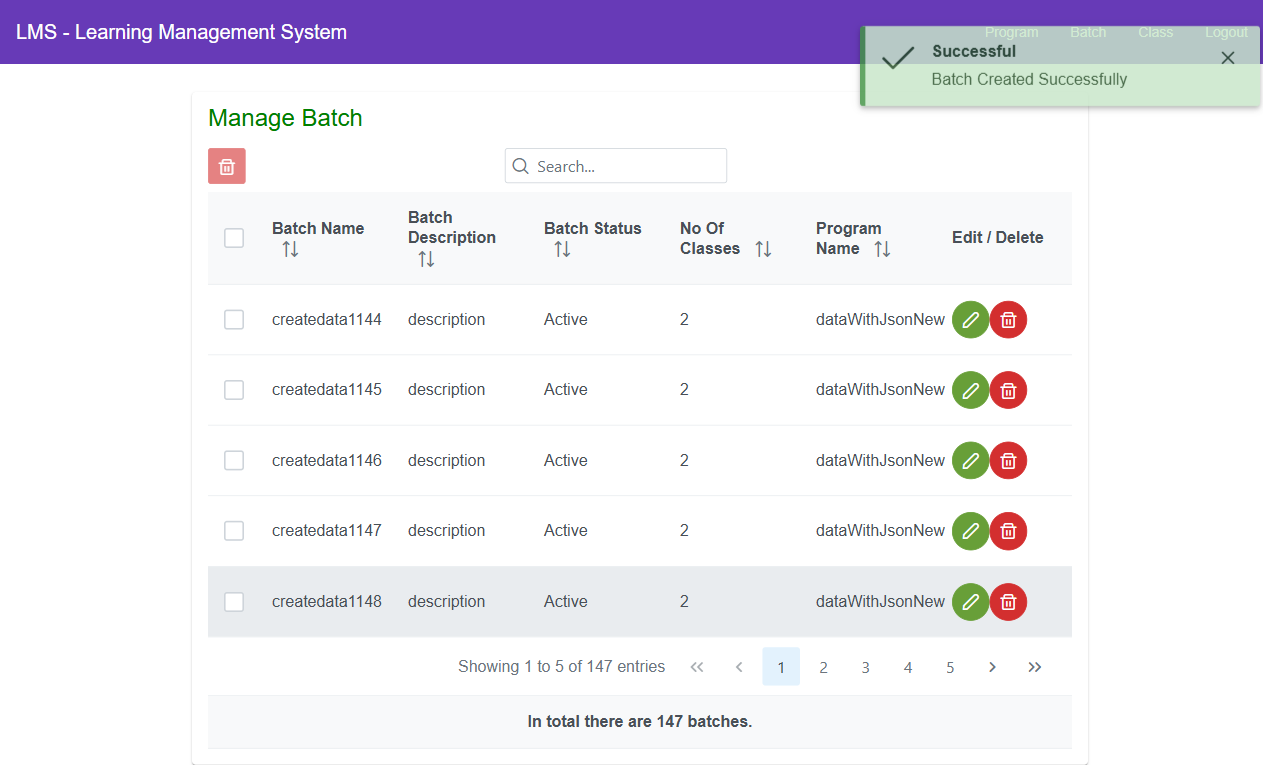 LMS - Learning Management System
Program Batch Class Logout
Successful
Batch Created Successfully
Manage Batch
Search...
Batch Name
Batch
Description
Batch Status
No Of
Classes
Program
Name
Edit / Delete
createdata1144 description Active 2 dataWithJsonNew
createdata1145 description Active 2 dataWithJsonNew
createdata1146 description Active 2 dataWithJsonNew
createdata1147 description Active 2 dataWithJsonNew
createdata1148 description Active 2 dataWithJsonNew
Showing 1 to 5 of 147 entries 1 2 3 4 5
In total there are 147 batches.